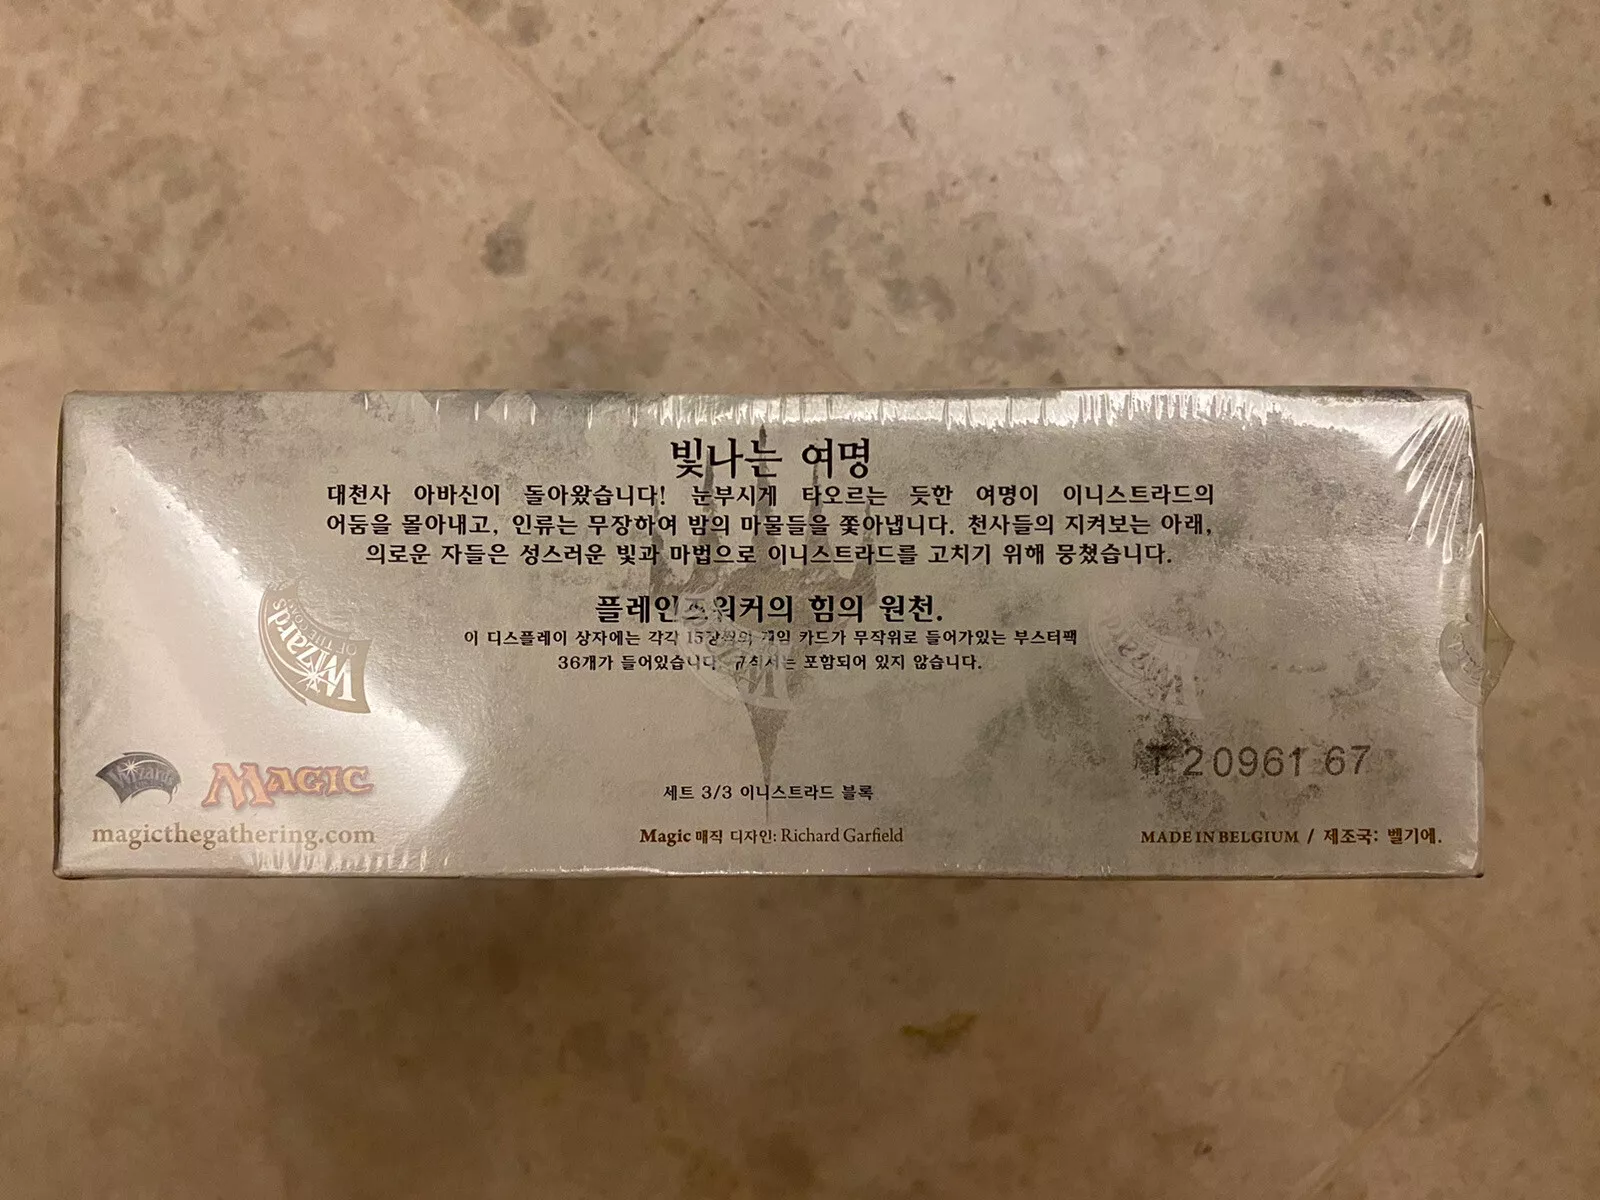 빛나는 여명
대천사 아바신이 돌아왔습니다! 눈부시게 타오르는 듯한 여명이 이니스트라드의
어둠을 몰아내고, 인류는 무장하여 밤의 마물들을 쫓아냅니다. 천사들의 지켜보는 아래,
의로운 자들은 성스러운 빛과 마법으로 이니스트라드를 고치기 위해 뭉쳤습니다.
플레인즈워커의 힘의 원천.
이 디스플레이 상자에는 각각 15장씩의 게임 카드가 무작위로 들어가있는 부스터팩
36개가 들어있습니다. 규칙서는 포함되어 있지 않습니다.
Wizards
OF THE COAST
Wizards
MAGIC
magicthegathering.com
세트 3/3 이니스트라드 블록
Magic 매직 디자인: Richard Garfield
T 20961 67
MADE IN BELGIUM / 제조국: 벨기에.